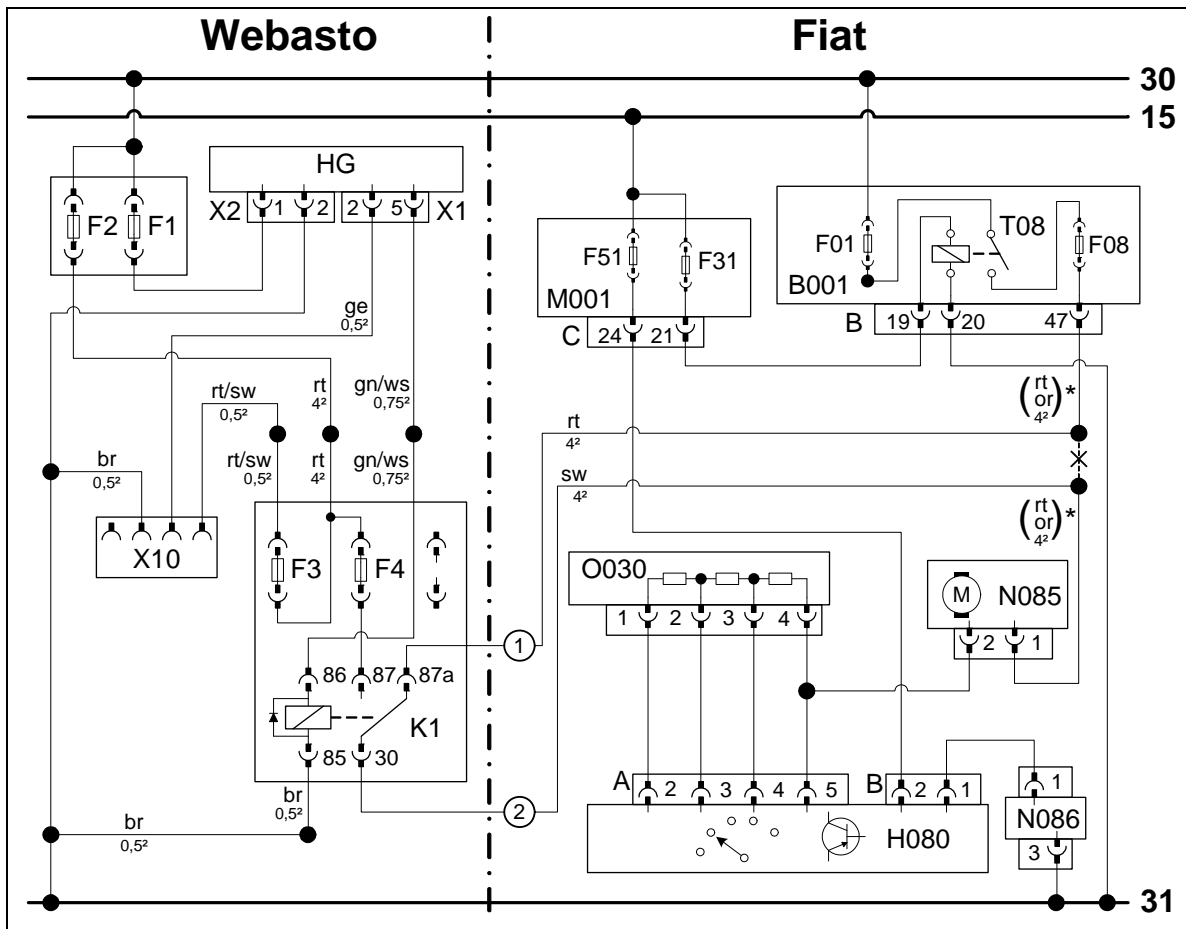 Webasto
Fiat
30
15
HG
X2 1 2 2 5 X1
F2 F1
T08
F51
F31
F01
F08
B001
M001
C 24 21
B 19 20 47
ge
0,5²
rt/sw
0,5²
rt
4²
gn/ws
0,75²
(rt
or
4²)*
rt
4²
br
0,5²
rt/sw
0,5²
rt
4²
gn/ws
0,75²
sw
4²
(rt
or
4²)*
X10
F3
F4
O030
1 2 3 4
M
N085
2 1
1
86 87 87a
K1
85 30
A 2 3 4 5
B 2 1
1
N086
3
H080
2
br
0,5²
br
0,5²
31